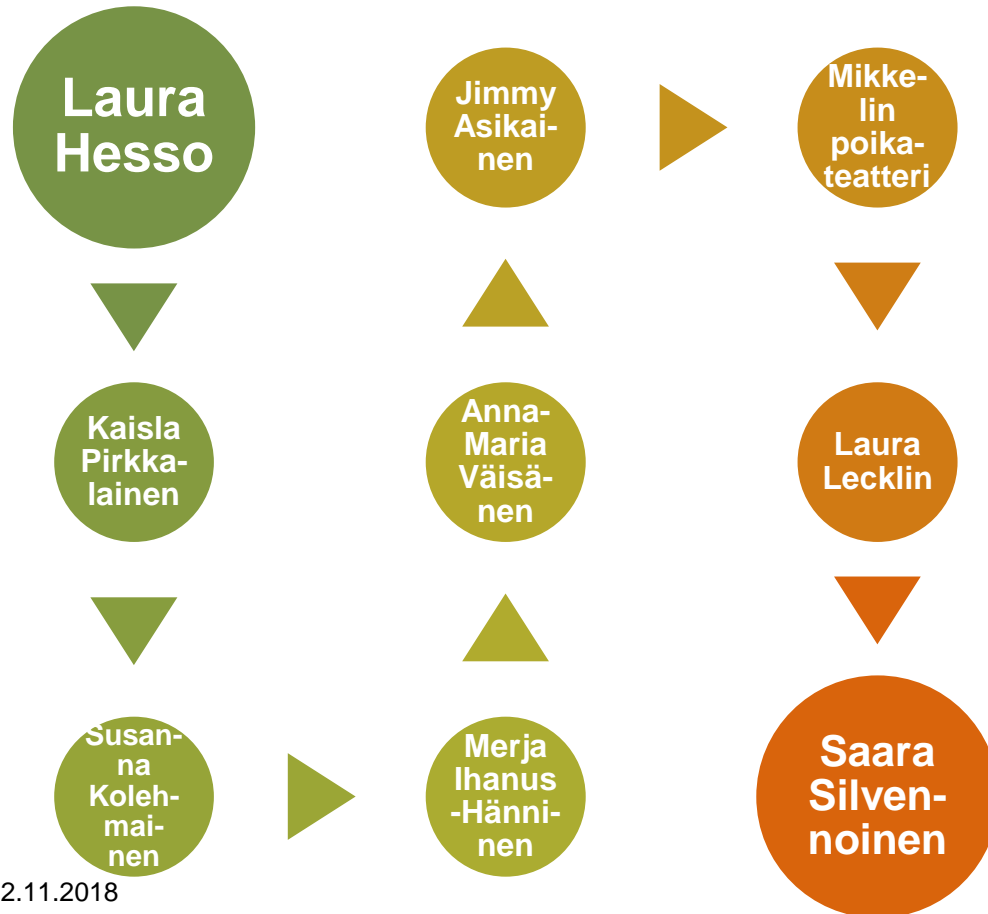 Laura
Hesso
Kaisla
Pirkka-
lainen
Susan-
na
Koleh-
mai-
nen
Merja
Ihanus
-Hänni-
nen
Anna-
Maria
Väisä-
nen
Jimmy
Asikai-
nen
Mikke-
lin
poika-
teatteri
Laura
Lecklin
Saara
Silven-
noinen
2.11.2018